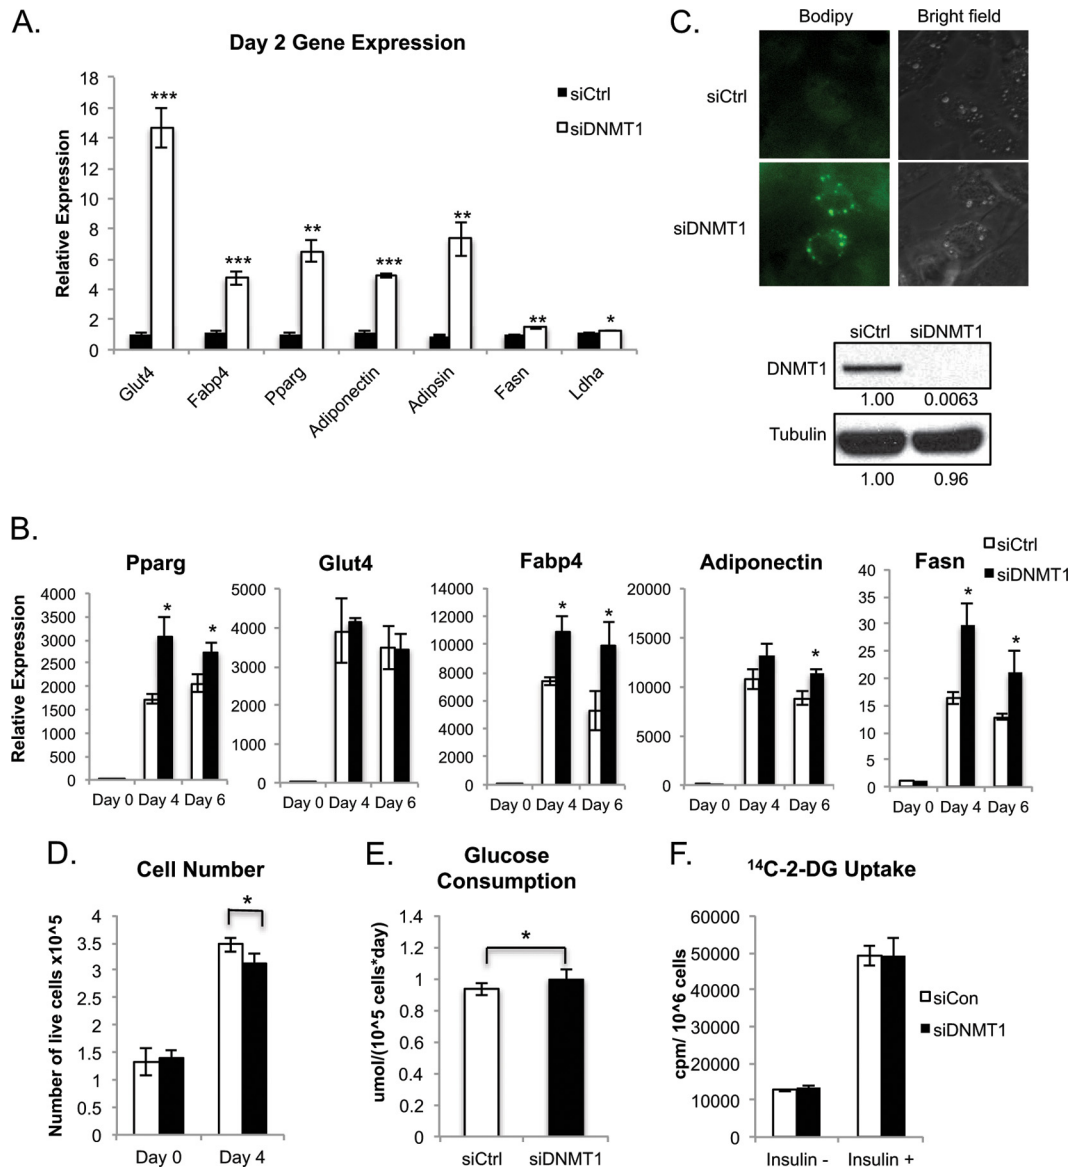 A.
Day 2 Gene Expression
Relative Expression
18
16
14
12
10
8
6
4
2
0
***
***
**
***
**
**
*
siCtrl
siDNMT1
Glut4
Fabp4
Pparg
Adiponectin
Adipsin
Fasn
Ldha
C.
Bodipy
Bright field
siCtrl
siDNMT1
siCtrl siDNMT1
DNMT1
1.00 0.0063
Tubulin
1.00 0.96
B.
siCtrl
siDNMT1
Relative Expression
Pparg
4000
3500
3000
2500
2000
1500
1000
500
0
*
*
Day 0 Day 4 Day 6
Glut4
5000
4000
3000
2000
1000
0
Day 0 Day 4 Day 6
Fabp4
14000
12000
10000
8000
6000
4000
2000
0
*
*
Day 0 Day 4 Day 6
Adiponectin
20000
15000
10000
5000
0
*
Day 0 Day 4 Day 6
Fasn
40
35
30
25
20
15
10
5
0
*
*
Day 0 Day 4 Day 6
D.
Cell Number
Number of live cells x10^5
4
3.5
3
2.5
2
1.5
1
0.5
0
*
Day 0 Day 4
E.
Glucose
Consumption
umol/(10^5 cells*day)
1.4
1.2
1
0.8
0.6
0.4
0.2
0
*
siCtrl siDNMT1
F.
¹⁴C-2-DG Uptake
cpm/ 10^6 cells
60000
50000
40000
30000
20000
10000
0
siCon
siDNMT1
Insulin - Insulin +